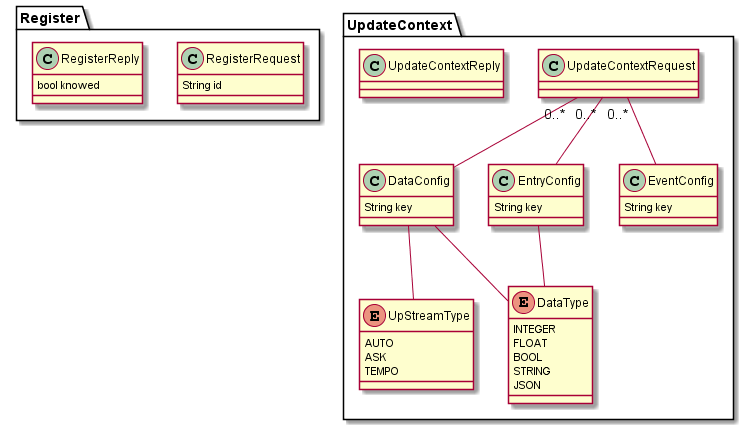 Register
C RegisterReply
bool knowed
C RegisterRequest
String id
UpdateContext
C UpdateContextReply
C UpdateContextRequest
0..* 0..* 0..*
C DataConfig
String key
C EntryConfig
String key
C EventConfig
String key
E UpStreamType
AUTO
ASK
TEMPO
E DataType
INTEGER
FLOAT
BOOL
STRING
JSON